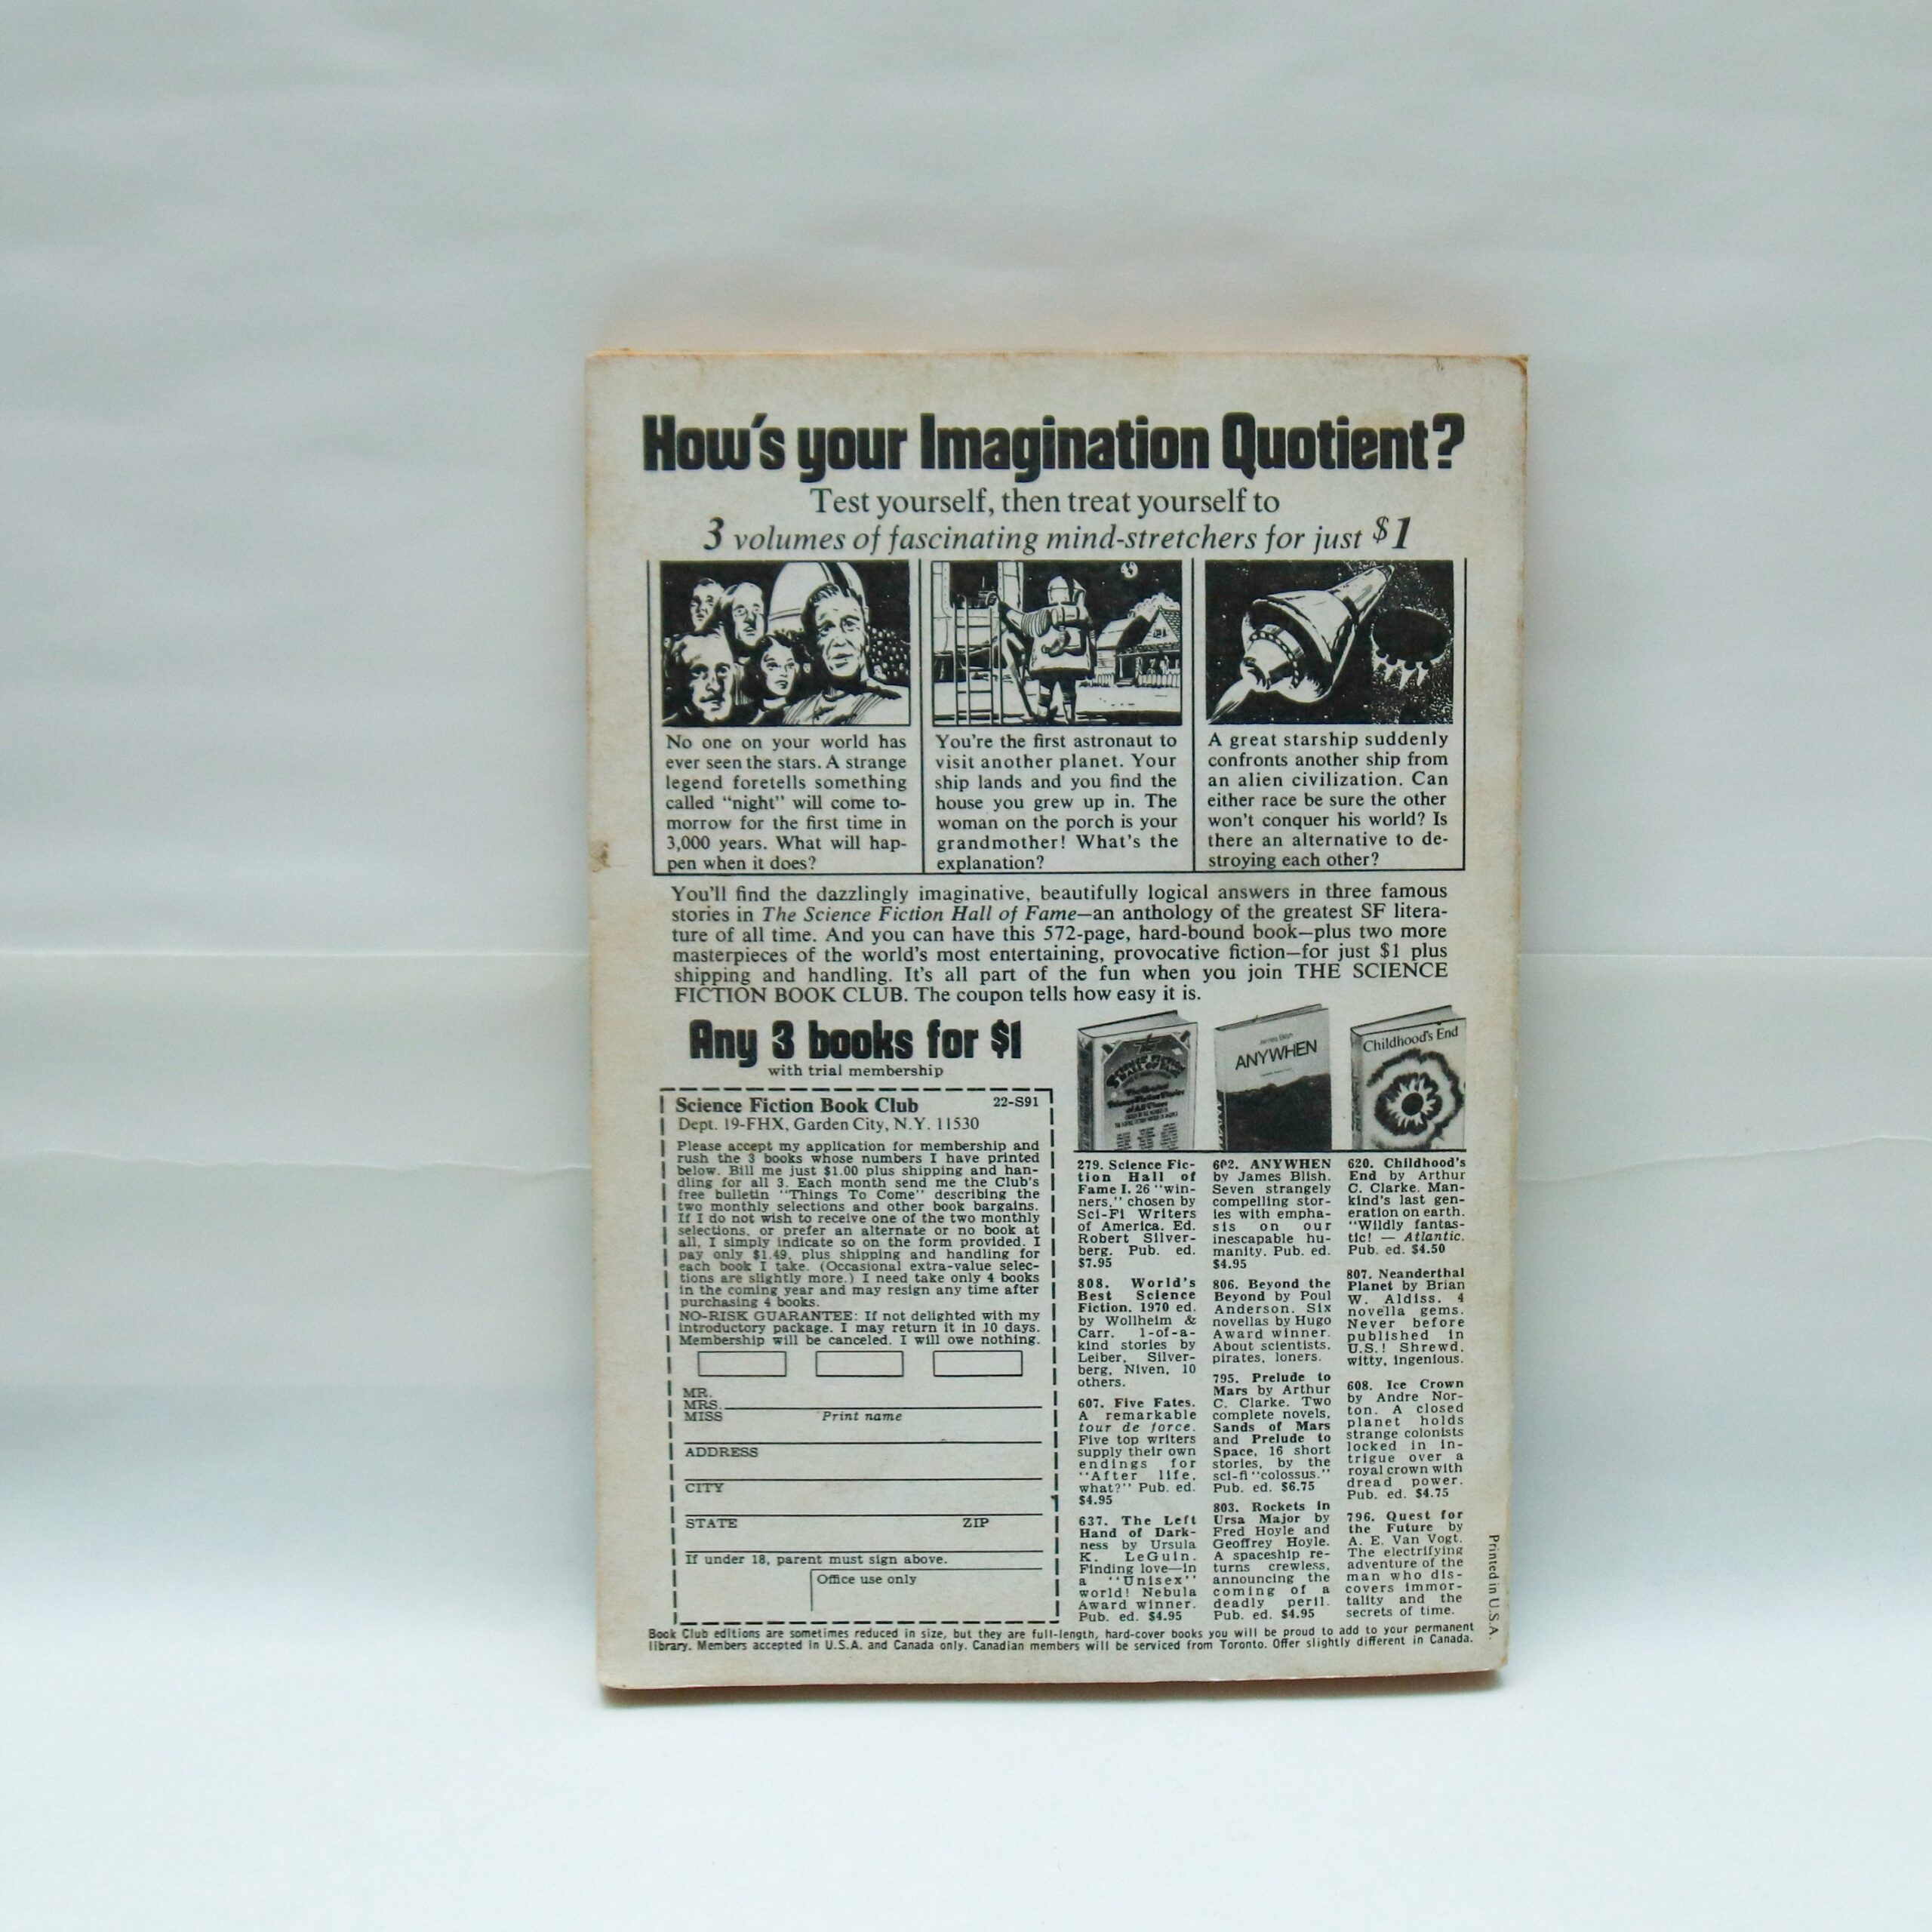 How's your Imagination Quotient?
Test yourself, then treat yourself to
3 volumes of fascinating mind-stretchers for just $1
No one on your world has
ever seen the stars. A strange
legend foretells something
called "night" will come to-
morrow for the first time in
3,000 years. What will hap-
pen when it does?
You're the first astronaut to
visit another planet. Your
ship lands and you find the
house you grew up in. The
woman on the porch is your
grandmother! What's the
explanation?
A great starship suddenly
confronts another ship from
an alien civilization. Can
either race be sure the other
won't conquer his world? Is
there an alternative to de-
stroying each other?
You'll find the dazzlingly imaginative, beautifully logical answers in three famous
stories in The Science Fiction Hall of Fame—an anthology of the greatest SF litera-
ture of all time. And you can have this 572-page, hard-bound book—plus two more
masterpieces of the world's most entertaining, provocative fiction—for just $1 plus
shipping and handling. It's all part of the fun when you join THE SCIENCE
FICTION BOOK CLUB. The coupon tells how easy it is.
Any 3 books for $1
with trial membership
Science Fiction Book Club 22-S91
Dept. 19-FHX, Garden City, N.Y. 11530
Please accept my application for membership and
rush the 3 books whose numbers I have printed
below. Bill me just $1.00 plus shipping and han-
dling for all 3. Each month send me the Club's
free bulletin "Things To Come" describing the
two monthly selections and other book bargains.
If I do not wish to receive one of the two monthly
selections, or prefer an alternate or no book at
all, I simply indicate so on the form provided. I
pay only $1.49, plus shipping and handling for
each book I take. (Occasional extra-value selec-
tions are slightly more.) I need take only 4 books
in the coming year and may resign any time after
purchasing 4 books.
NO-RISK GUARANTEE: If not delighted with my
introductory package, I may return it in 10 days.
Membership will be canceled. I will owe nothing.
MR.
MRS.
MISS Print name
ADDRESS
CITY
STATE ZIP
If under 18, parent must sign above.
Office use only
ANYWHEN
Childhood's End
279. Science Fic-
tion Hall of
Fame I. 26 "win-
ners," chosen by
Sci-Fi Writers
of America. Ed.
Robert Silver-
berg. Pub. ed.
$7.95
808. World's
Best Science
Fiction. 1970 ed.
by Wollheim &
Carr. 1-of-a-
kind stories by
Leiber, Silver-
berg, Niven, 10
others.
607. Five Fates.
A remarkable
tour de force.
Five top writers
supply their own
endings for
"After life,
what?" Pub. ed.
$4.95
637. The Left
Hand of Dark-
ness by Ursula
K. LeGuin.
Finding love—in
a "Unisex"
world! Nebula
Award winner.
Pub. ed. $4.95
602. ANYWHEN
by James Blish.
Seven strangely
compelling stor-
ies with empha-
sis on our
inescapable hu-
manity. Pub. ed.
$4.95
806. Beyond the
Beyond by Poul
Anderson. Six
novellas by Hugo
Award winner.
About scientists,
pirates, loners.
795. Prelude to
Mars by Arthur
C. Clarke. Two
complete novels,
Sands of Mars
and Prelude to
Space, 16 short
stories, by the
sci-fi "colossus."
Pub. ed. $6.75
803. Rockets in
Ursa Major by
Fred Hoyle and
Geoffrey Hoyle.
A spaceship re-
turns crewless,
announcing the
coming of a
deadly peril.
Pub. ed. $4.95
620. Childhood's
End by Arthur
C. Clarke. Man-
kind's last gen-
eration on earth.
"Wildly fantas-
tic! — Atlantic.
Pub. ed. $4.50
807. Neanderthal
Planet by Brian
W. Aldiss. 4
novella gems.
Never before
published in
U.S.! Shrewd,
witty, ingenious.
608. Ice Crown
by Andre Nor-
ton. A closed
planet holds
strange colonists
locked in in-
trigue over a
royal crown with
dread power.
Pub. ed. $4.75
796. Quest for
the Future by
A. E. Van Vogt.
The electrifying
adventure of the
man who dis-
covers immor-
tality and the
secrets of time.
Printed in U.S.A.
Book Club editions are sometimes reduced in size, but they are full-length, hard-cover books you will be proud to add to your permanent
library. Members accepted in U.S.A. and Canada only. Canadian members will be serviced from Toronto. Offer slightly different in Canada.